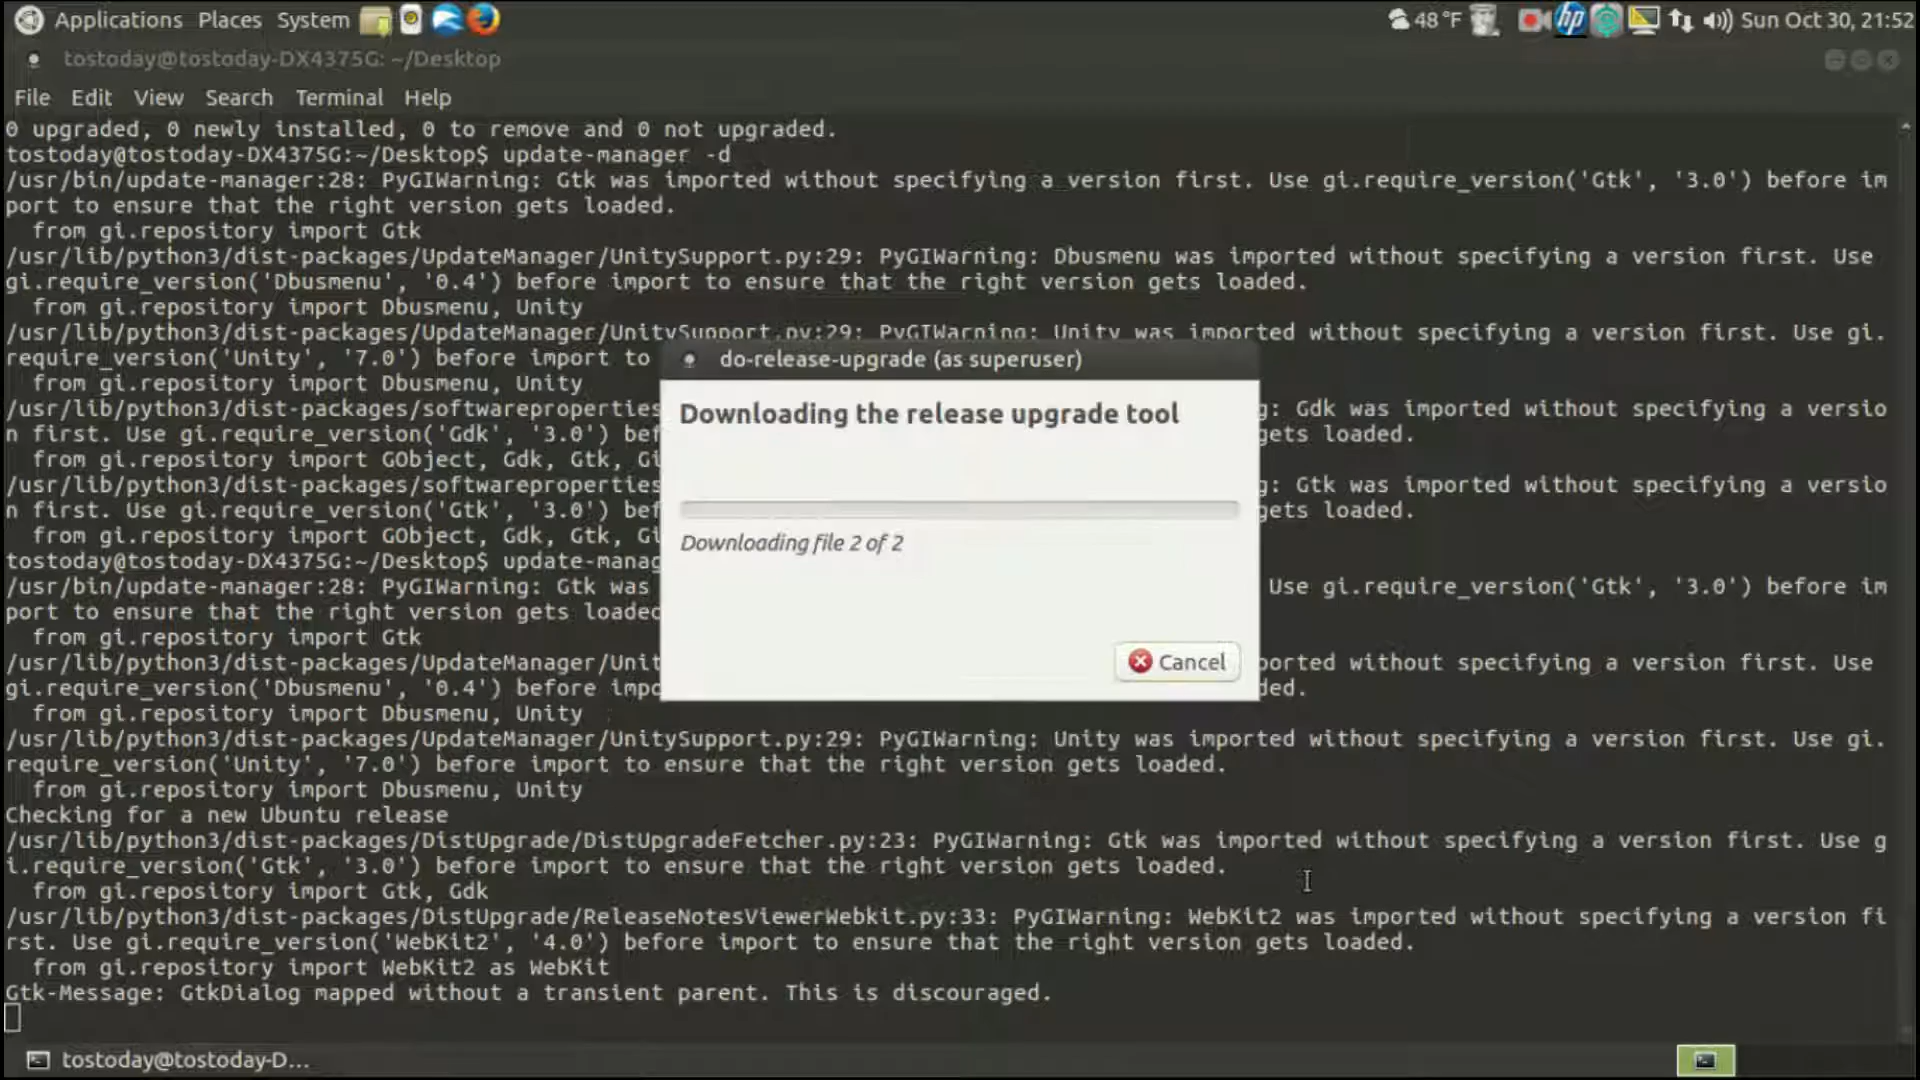 Applications Places System
48 °F
hp
Sun Oct 30, 21:52
tostoday@tostoday-DX4375G: ~/Desktop
File Edit View Search Terminal Help
0 upgraded, 0 newly installed, 0 to remove and 0 not upgraded.
tostoday@tostoday-DX4375G:~/Desktop$ update-manager -d
/usr/bin/update-manager:28: PyGIWarning: Gtk was imported without specifying a version first. Use gi.require_version('Gtk', '3.0') before im
port to ensure that the right version gets loaded.
from gi.repository import Gtk
/usr/lib/python3/dist-packages/UpdateManager/UnitySupport.py:29: PyGIWarning: Dbusmenu was imported without specifying a version first. Use
gi.require_version('Dbusmenu', '0.4') before import to ensure that the right version gets loaded.
from gi.repository import Dbusmenu, Unity
/usr/lib/python3/dist-packages/UpdateManager/UnitySupport.py:29: PyGIWarning: Unity was imported without specifying a version first. Use gi.
require_version('Unity', '7.0') before import to
from gi.repository import Dbusmenu, Unity
/usr/lib/python3/dist-packages/softwareproperties g: Gdk was imported without specifying a versio
n first. Use gi.require_version('Gdk', '3.0') bef gets loaded.
from gi.repository import GObject, Gdk, Gtk, Gi
/usr/lib/python3/dist-packages/softwareproperties g: Gtk was imported without specifying a versio
n first. Use gi.require_version('Gtk', '3.0') bef gets loaded.
from gi.repository import GObject, Gdk, Gtk, Gi
tostoday@tostoday-DX4375G:~/Desktop$ update-manag
/usr/bin/update-manager:28: PyGIWarning: Gtk was Use gi.require_version('Gtk', '3.0') before im
port to ensure that the right version gets loaded
from gi.repository import Gtk
/usr/lib/python3/dist-packages/UpdateManager/Unit ported without specifying a version first. Use
gi.require_version('Dbusmenu', '0.4') before impo ded.
from gi.repository import Dbusmenu, Unity
/usr/lib/python3/dist-packages/UpdateManager/UnitySupport.py:29: PyGIWarning: Unity was imported without specifying a version first. Use gi.
require_version('Unity', '7.0') before import to ensure that the right version gets loaded.
from gi.repository import Dbusmenu, Unity
Checking for a new Ubuntu release
/usr/lib/python3/dist-packages/DistUpgrade/DistUpgradeFetcher.py:23: PyGIWarning: Gtk was imported without specifying a version first. Use g
i.require_version('Gtk', '3.0') before import to ensure that the right version gets loaded.
from gi.repository import Gtk, Gdk
/usr/lib/python3/dist-packages/DistUpgrade/ReleaseNotesViewerWebkit.py:33: PyGIWarning: WebKit2 was imported without specifying a version fi
rst. Use gi.require_version('WebKit2', '4.0') before import to ensure that the right version gets loaded.
from gi.repository import WebKit2 as WebKit
Gtk-Message: GtkDialog mapped without a transient parent. This is discouraged.
do-release-upgrade (as superuser)
Downloading the release upgrade tool
Downloading file 2 of 2
Cancel
tostoday@tostoday-D...